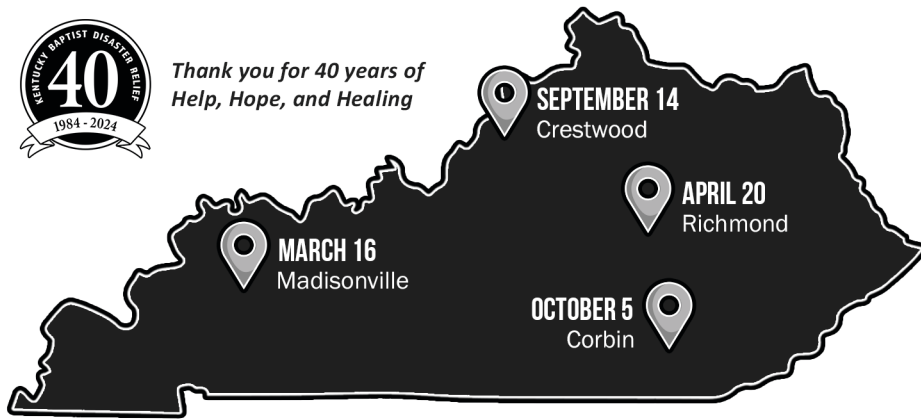 KENTUCKY BAPTIST DISASTER RELIEF
40
1984 - 2024
Thank you for 40 years of
Help, Hope, and Healing
SEPTEMBER 14
Crestwood
APRIL 20
Richmond
MARCH 16
Madisonville
OCTOBER 5
Corbin